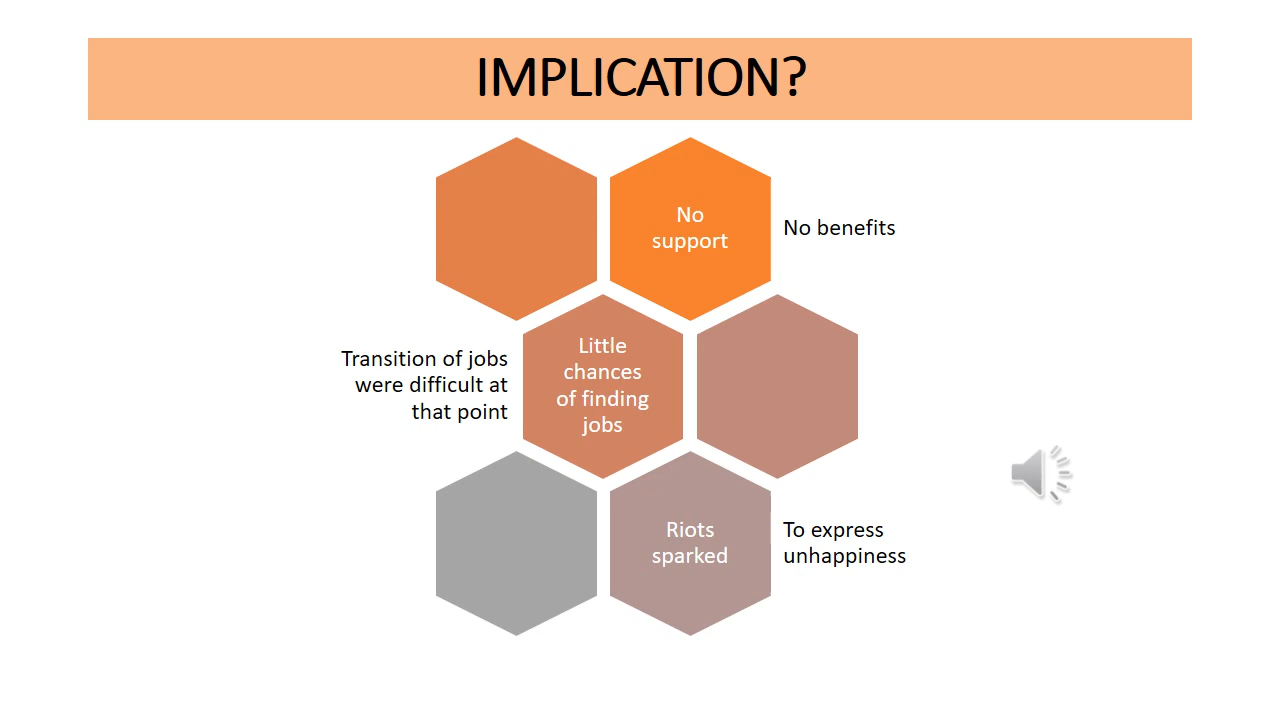 IMPLICATION?
No
support
No benefits
Transition of jobs
were difficult at
that point
Little
chances
of finding
jobs
Riots
sparked
To express
unhappiness